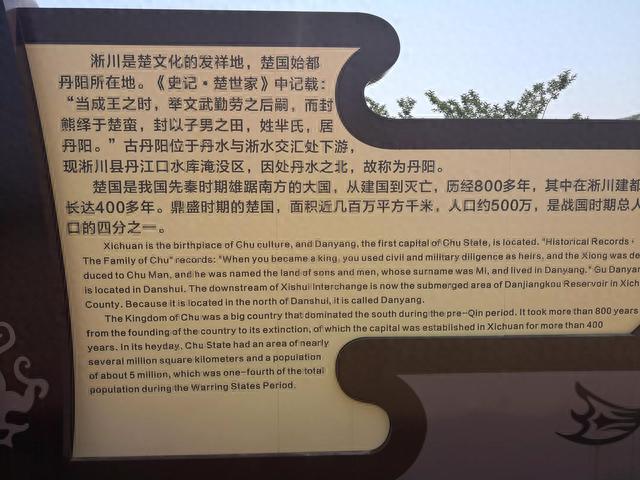 淅川是楚文化的发祥地，楚国始都
丹阳所在地。《史记·楚世家》中记载：
“当成王之时，举文武勤劳之后嗣，而封
熊绎于楚蛮，封以子男之田，姓芈氏，居
丹阳。”古丹阳位于丹水与淅水交汇处下游，
现淅川县丹江口水库淹没区，因处丹水之北，故称为丹阳。
楚国是我国先秦时期雄踞南方的大国，从建国到灭亡，历经800多年，其中在淅川建都
长达400多年。鼎盛时期的楚国，面积近几百万平方千米，人口约500万，是战国时期总人
口的四分之一。
Xichuan is the birthpiece of Chu culture, and Danyang, the first capital of Chu State, is located. "Historical Records ·
The Family of Chu" records: "When you became a king, you used civil and military diligence as heirs, and the Xiong was de
duced to Chu Man, and he was named the land of sons and men, whose surname was Mi, and lived in Danyang." Gu Danyan
is located in Danshui. The downstream of Xishui Interchange is now the submerged area of Danjiangkou Reservoir in Xich
County. Because it is located in the north of Danshui, it is called Danyang.
The Kingdom of Chu was a big country that dominated the south during the pre-Qin period. It took more than 800 years
from the founding of the country to its extinction, of which the capital was established in Xichuan for more than 400
years. In its heyday, Chu State had an area of nearly
several million square kilometers and a population
of about 5 million, which was one-fourth of the total
population during the Warring States Period.